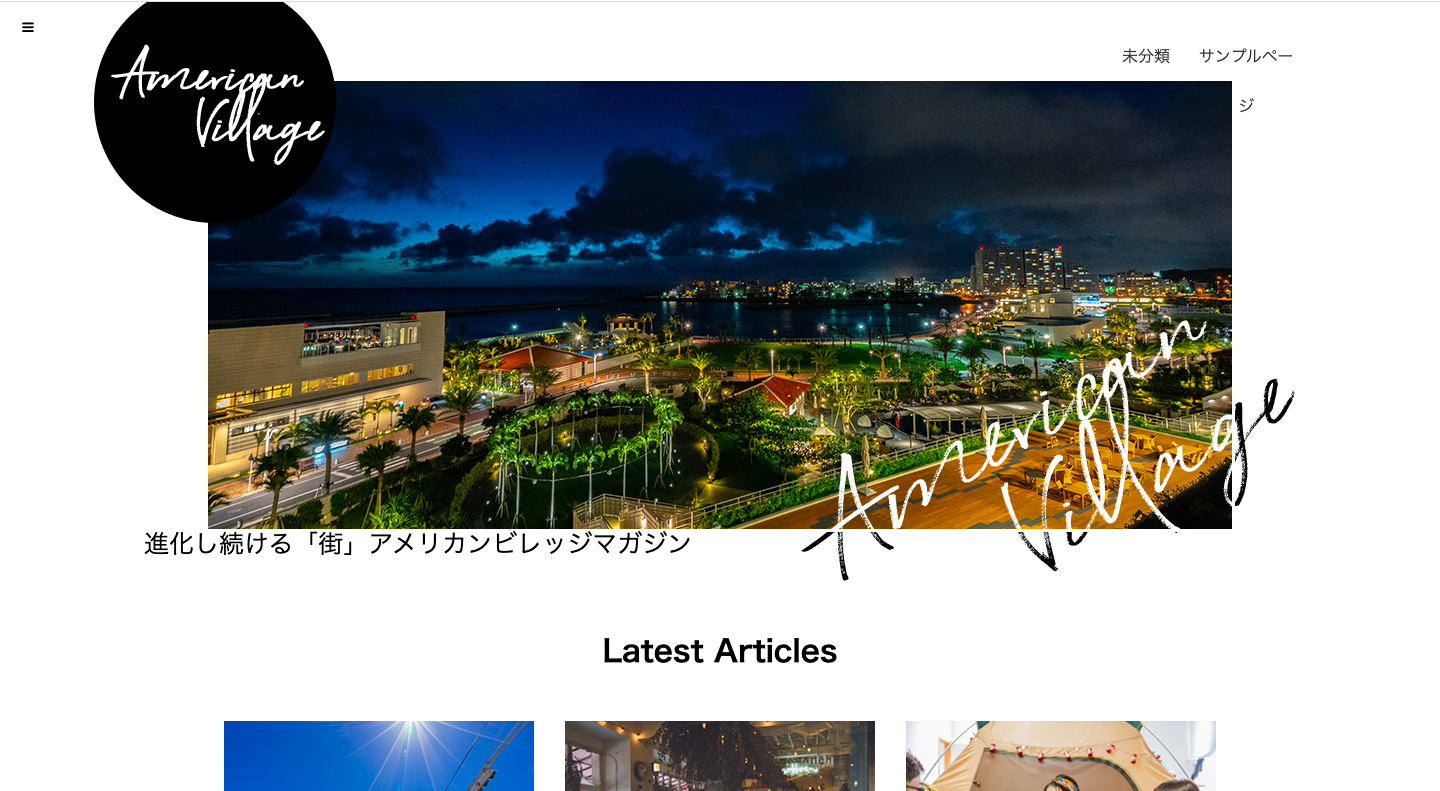 American
Village
未分類 サンプルペー
ジ
American
Village
進化し続ける「街」アメリカンビレッジマガジン
Latest Articles